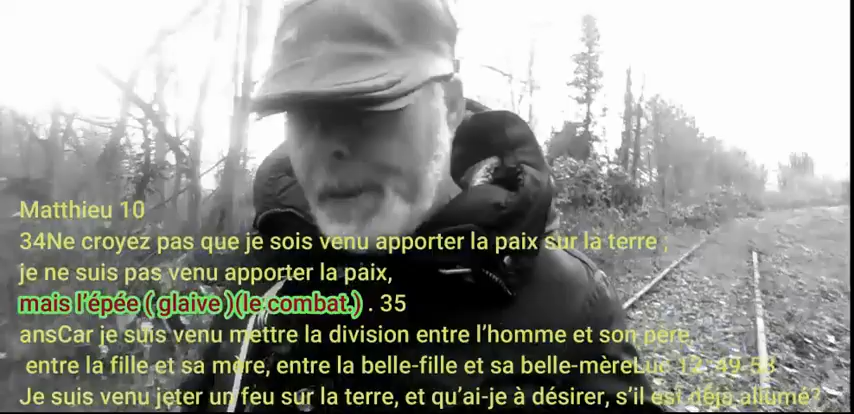 Matthieu 10
34Ne croyez pas que je sois venu apporter la paix sur la terre ;
je ne suis pas venu apporter la paix,
mais l'épée ( glaive )(le combat.) . 35
ansCar je suis venu mettre la division entre l'homme et son père,
entre la fille et sa mère, entre la belle-fille et sa belle-mèreLuc 12: 49-53
Je suis venu jeter un feu sur la terre, et qu'ai-je à désirer, s'il est déjà allumé?